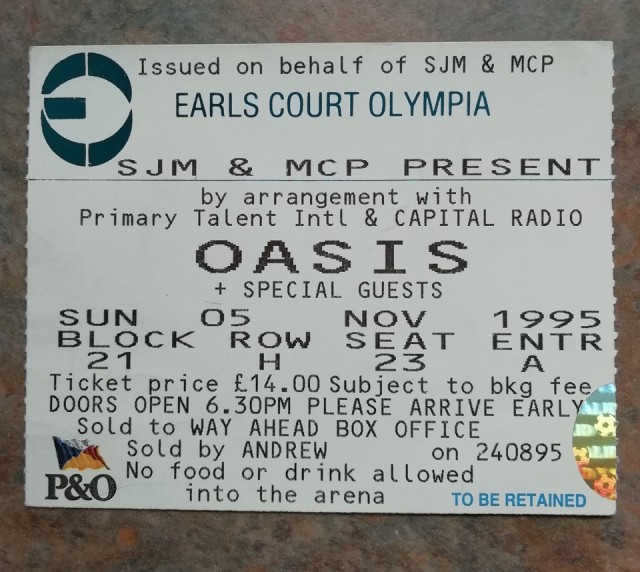 Issued on behalf of SJM & MCP
EARLS COURT OLYMPIA
SJM & MCP PRESENT
by arrangement with
Primary Talent Intl & CAPITAL RADIO
OASIS
+ SPECIAL GUESTS
SUN 05 NOV 1995
BLOCK ROW SEAT ENTR
21 H 23 A
Ticket price £14.00 Subject to bkg fee
DOORS OPEN 6.30PM PLEASE ARRIVE EARLY
Sold to WAY AHEAD BOX OFFICE
Sold by ANDREW on 240895
No food or drink allowed
into the arena
P&O
TO BE RETAINED